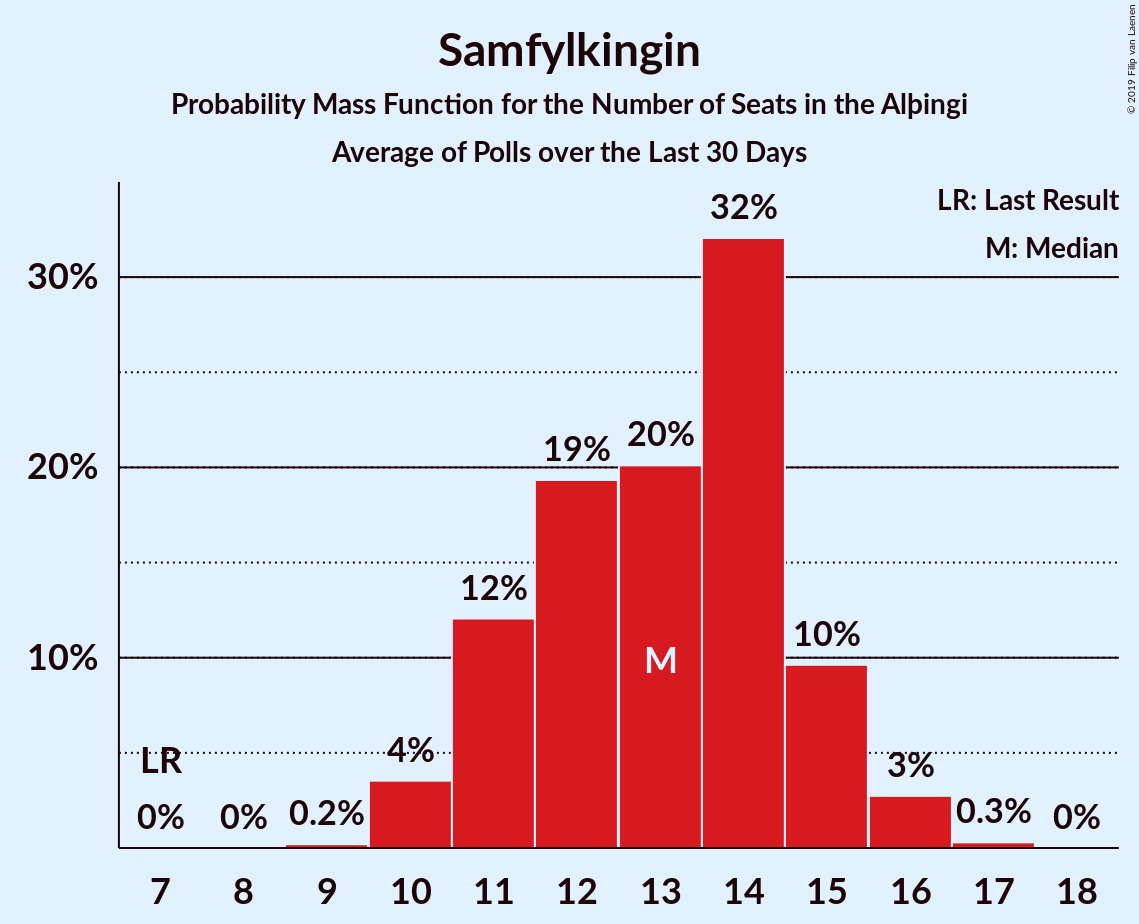 Samfylkingin
Probability Mass Function for the Number of Seats in the Alþingi
Average of Polls over the Last 30 Days
© 2019 Filip van Laenen
LR: Last Result
M: Median
32%
30%
20%
19%
20%
12%
10%
10%
M
LR
4%
3%
0%
0%
0.2%
0.3%
0%
7 8 9 10 11 12 13 14 15 16 17 18